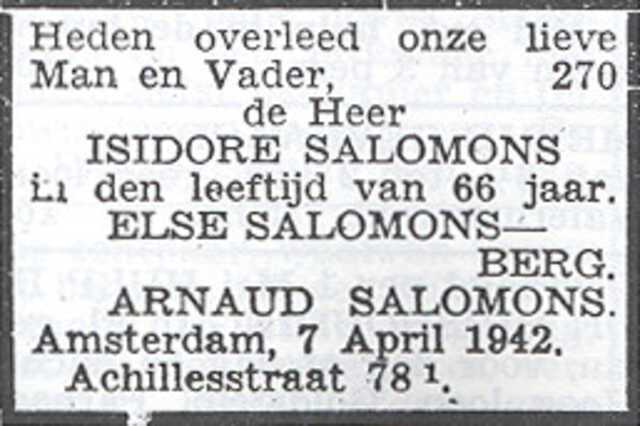 Heden overleed onze lieve
Man en Vader, 270
de Heer
ISIDORE SALOMONS
in den leeftijd van 66 jaar.
ELSE SALOMONS—
BERG.
ARNAUD SALOMONS.
Amsterdam, 7 April 1942.
Achillesstraat 78 ¹.